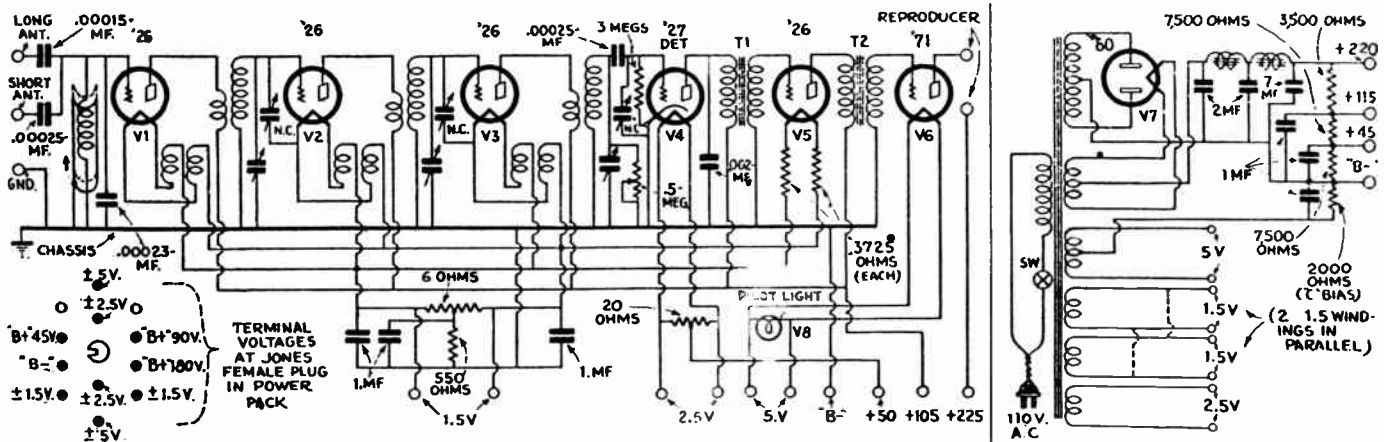 LONG
ANT.
.00015-
MF.
'26
'26
'26
.00025-
MF
3 MEGS
'27
DET
T1
'26
T2
'71
REPRODUCER
SHORT
ANT.
.00025-
MF.
GND.
V1
N.C.
V2
N.C.
V3
N.C.
V4
V5
V6
.002-
MF
.5-
MEG.
CHASSIS
.00023-
MF.
.3725
OHMS
(EACH)
6 OHMS
20
OHMS
PILOT LIGHT
V8
1.MF
550
OHMS
1.MF
1.5V
2.5V
5V
"B-"
+50
+105
+225
± 5V.
± 2.5V.
"B+"45V.
"B+"90V.
"B-"
"B+"180V.
± 1.5V.
± 2.5V.
± 1.5V.
± 5V.
TERMINAL
VOLTAGES
AT JONES
FEMALE PLUG
IN POWER
PACK
'80
V7
7,500 OHMS
3,500 OHMS
+220
2MF
7
MF
+115
+45
"B-"
1 MF
7,500
OHMS
2000
OHMS
("C" BIAS)
SW
5V
1.5V
(2 1.5 WIND-
INGS IN
PARALLEL)
1.5V
2.5V
110V.
A.C